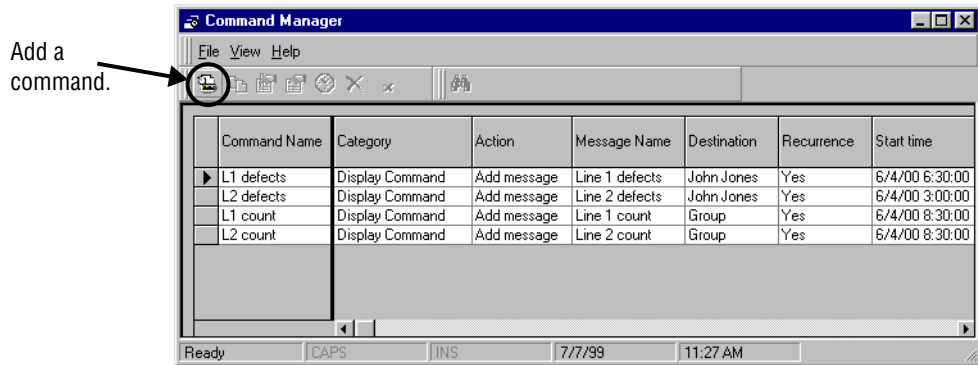 Command Manager
Add a
command.
File View Help
Command Name Category Action Message Name Destination Recurrence Start time
L1 defects Display Command Add message Line 1 defects John Jones Yes 6/4/00 6:30:00
L2 defects Display Command Add message Line 2 defects John Jones Yes 6/4/00 3:00:00
L1 count Display Command Add message Line 1 count Group Yes 6/4/00 8:30:00
L2 count Display Command Add message Line 2 count Group Yes 6/4/00 8:30:00
Ready CAPS INS 7/7/99 11:27 AM